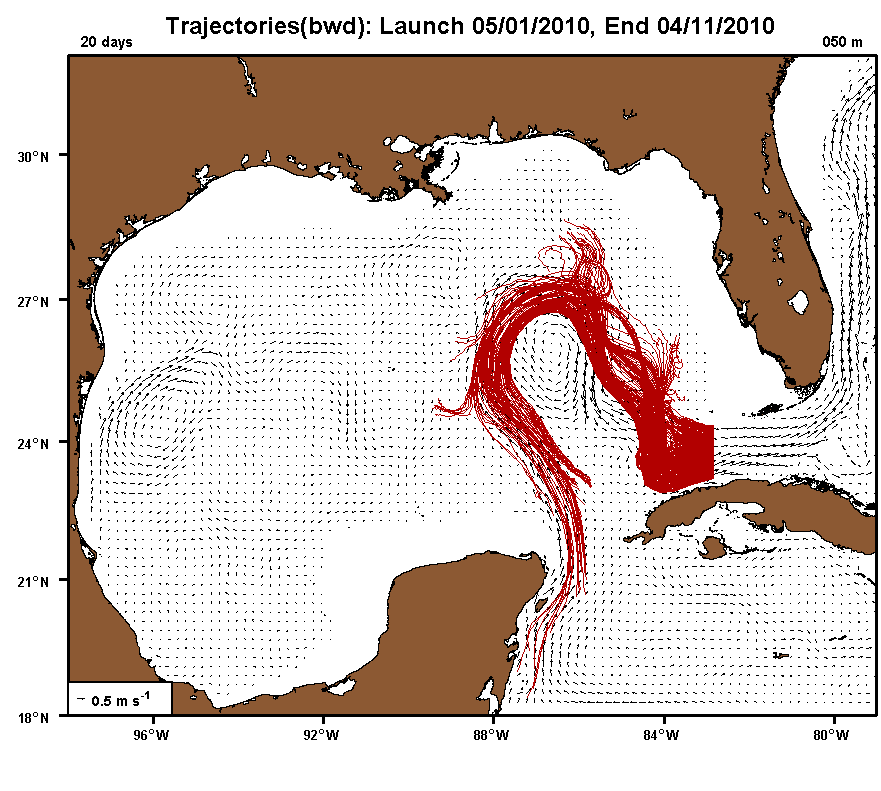 Trajectories(bwd): Launch 05/01/2010, End 04/11/2010
20 days
050 m
30°N
27°N
24°N
21°N
18°N
~ 0.5 m s⁻¹
96°W
92°W
88°W
84°W
80°W